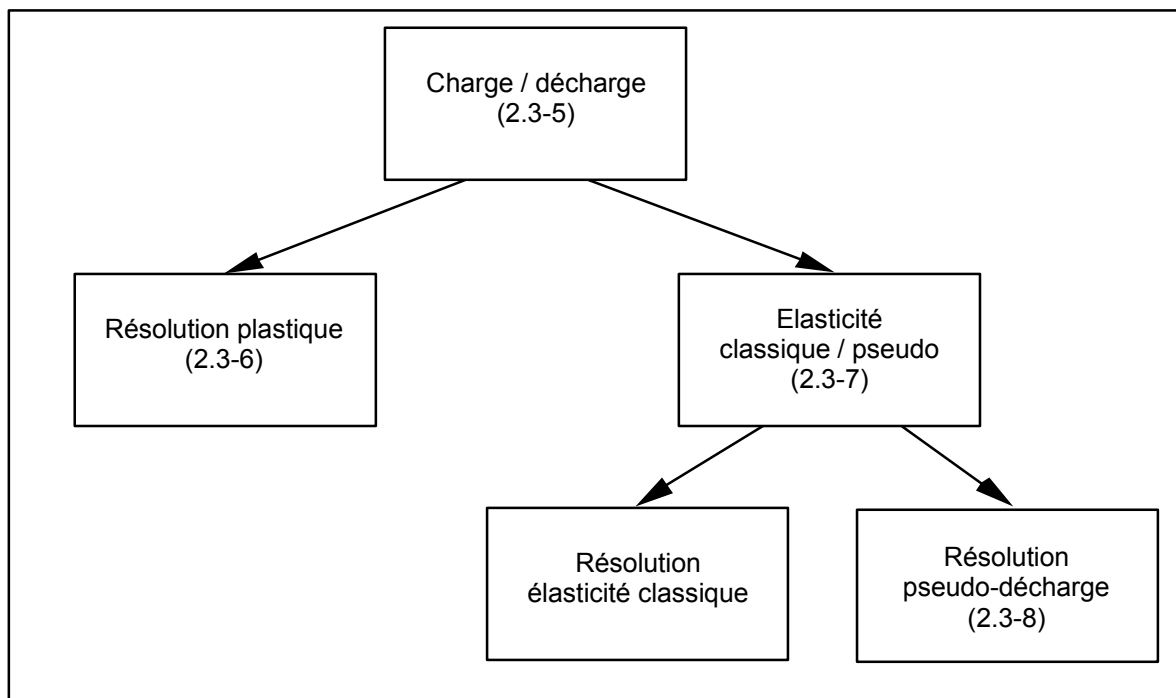 Charge / décharge
(2.3-5)
Résolution plastique
(2.3-6)
Elasticité
classique / pseudo
(2.3-7)
Résolution
élasticité classique
Résolution
pseudo-décharge
(2.3-8)